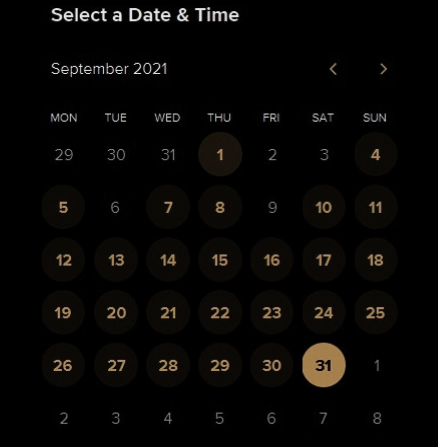 Select a Date & Time
September 2021
MON TUE WED THU FRI SAT SUN
29 30 31 1 2 3 4
5 6 7 8 9 10 11
12 13 14 15 16 17 18
19 20 21 22 23 24 25
26 27 28 29 30 31 1
2 3 4 5 6 7 8